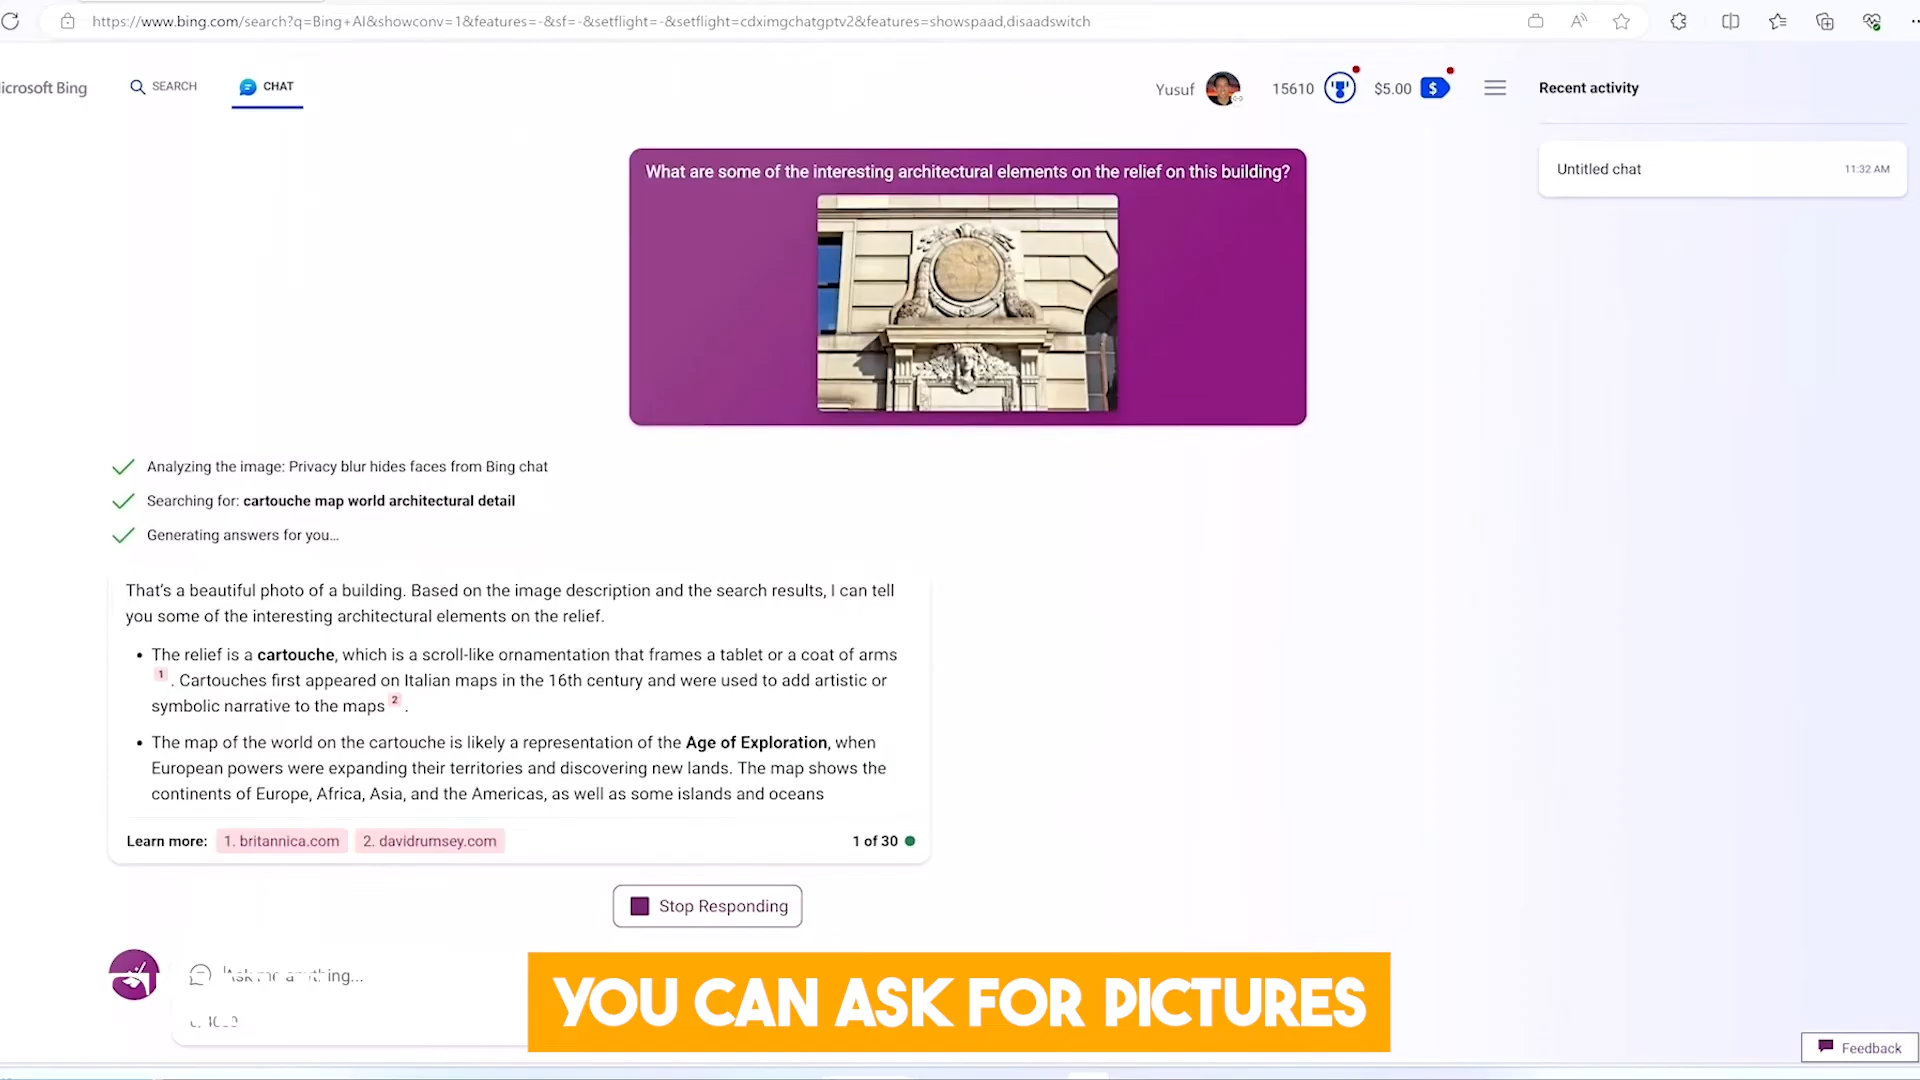 https://www.bing.com/search?q=Bing+AI&showconv=1&features=-&sf=-&setflight=-&setflight=cdximgchatgptv2&features=showspaad,disaadswitch
icrosoft Bing
SEARCH
CHAT
Yusuf
15610
$5.00
$
Recent activity
What are some of the interesting architectural elements on the relief on this building?
Untitled chat
11:32 AM
Analyzing the image: Privacy blur hides faces from Bing chat
Searching for: cartouche map world architectural detail
Generating answers for you...
That's a beautiful photo of a building. Based on the image description and the search results, I can tell
you some of the interesting architectural elements on the relief.
• The relief is a cartouche, which is a scroll-like ornamentation that frames a tablet or a coat of arms
1 . Cartouches first appeared on Italian maps in the 16th century and were used to add artistic or
symbolic narrative to the maps 2 .
• The map of the world on the cartouche is likely a representation of the Age of Exploration, when
European powers were expanding their territories and discovering new lands. The map shows the
continents of Europe, Africa, Asia, and the Americas, as well as some islands and oceans
Learn more: 1. britannica.com 2. davidrumsey.com
1 of 30
Stop Responding
Ask me anything...
YOU CAN ASK FOR PICTURES
Feedback